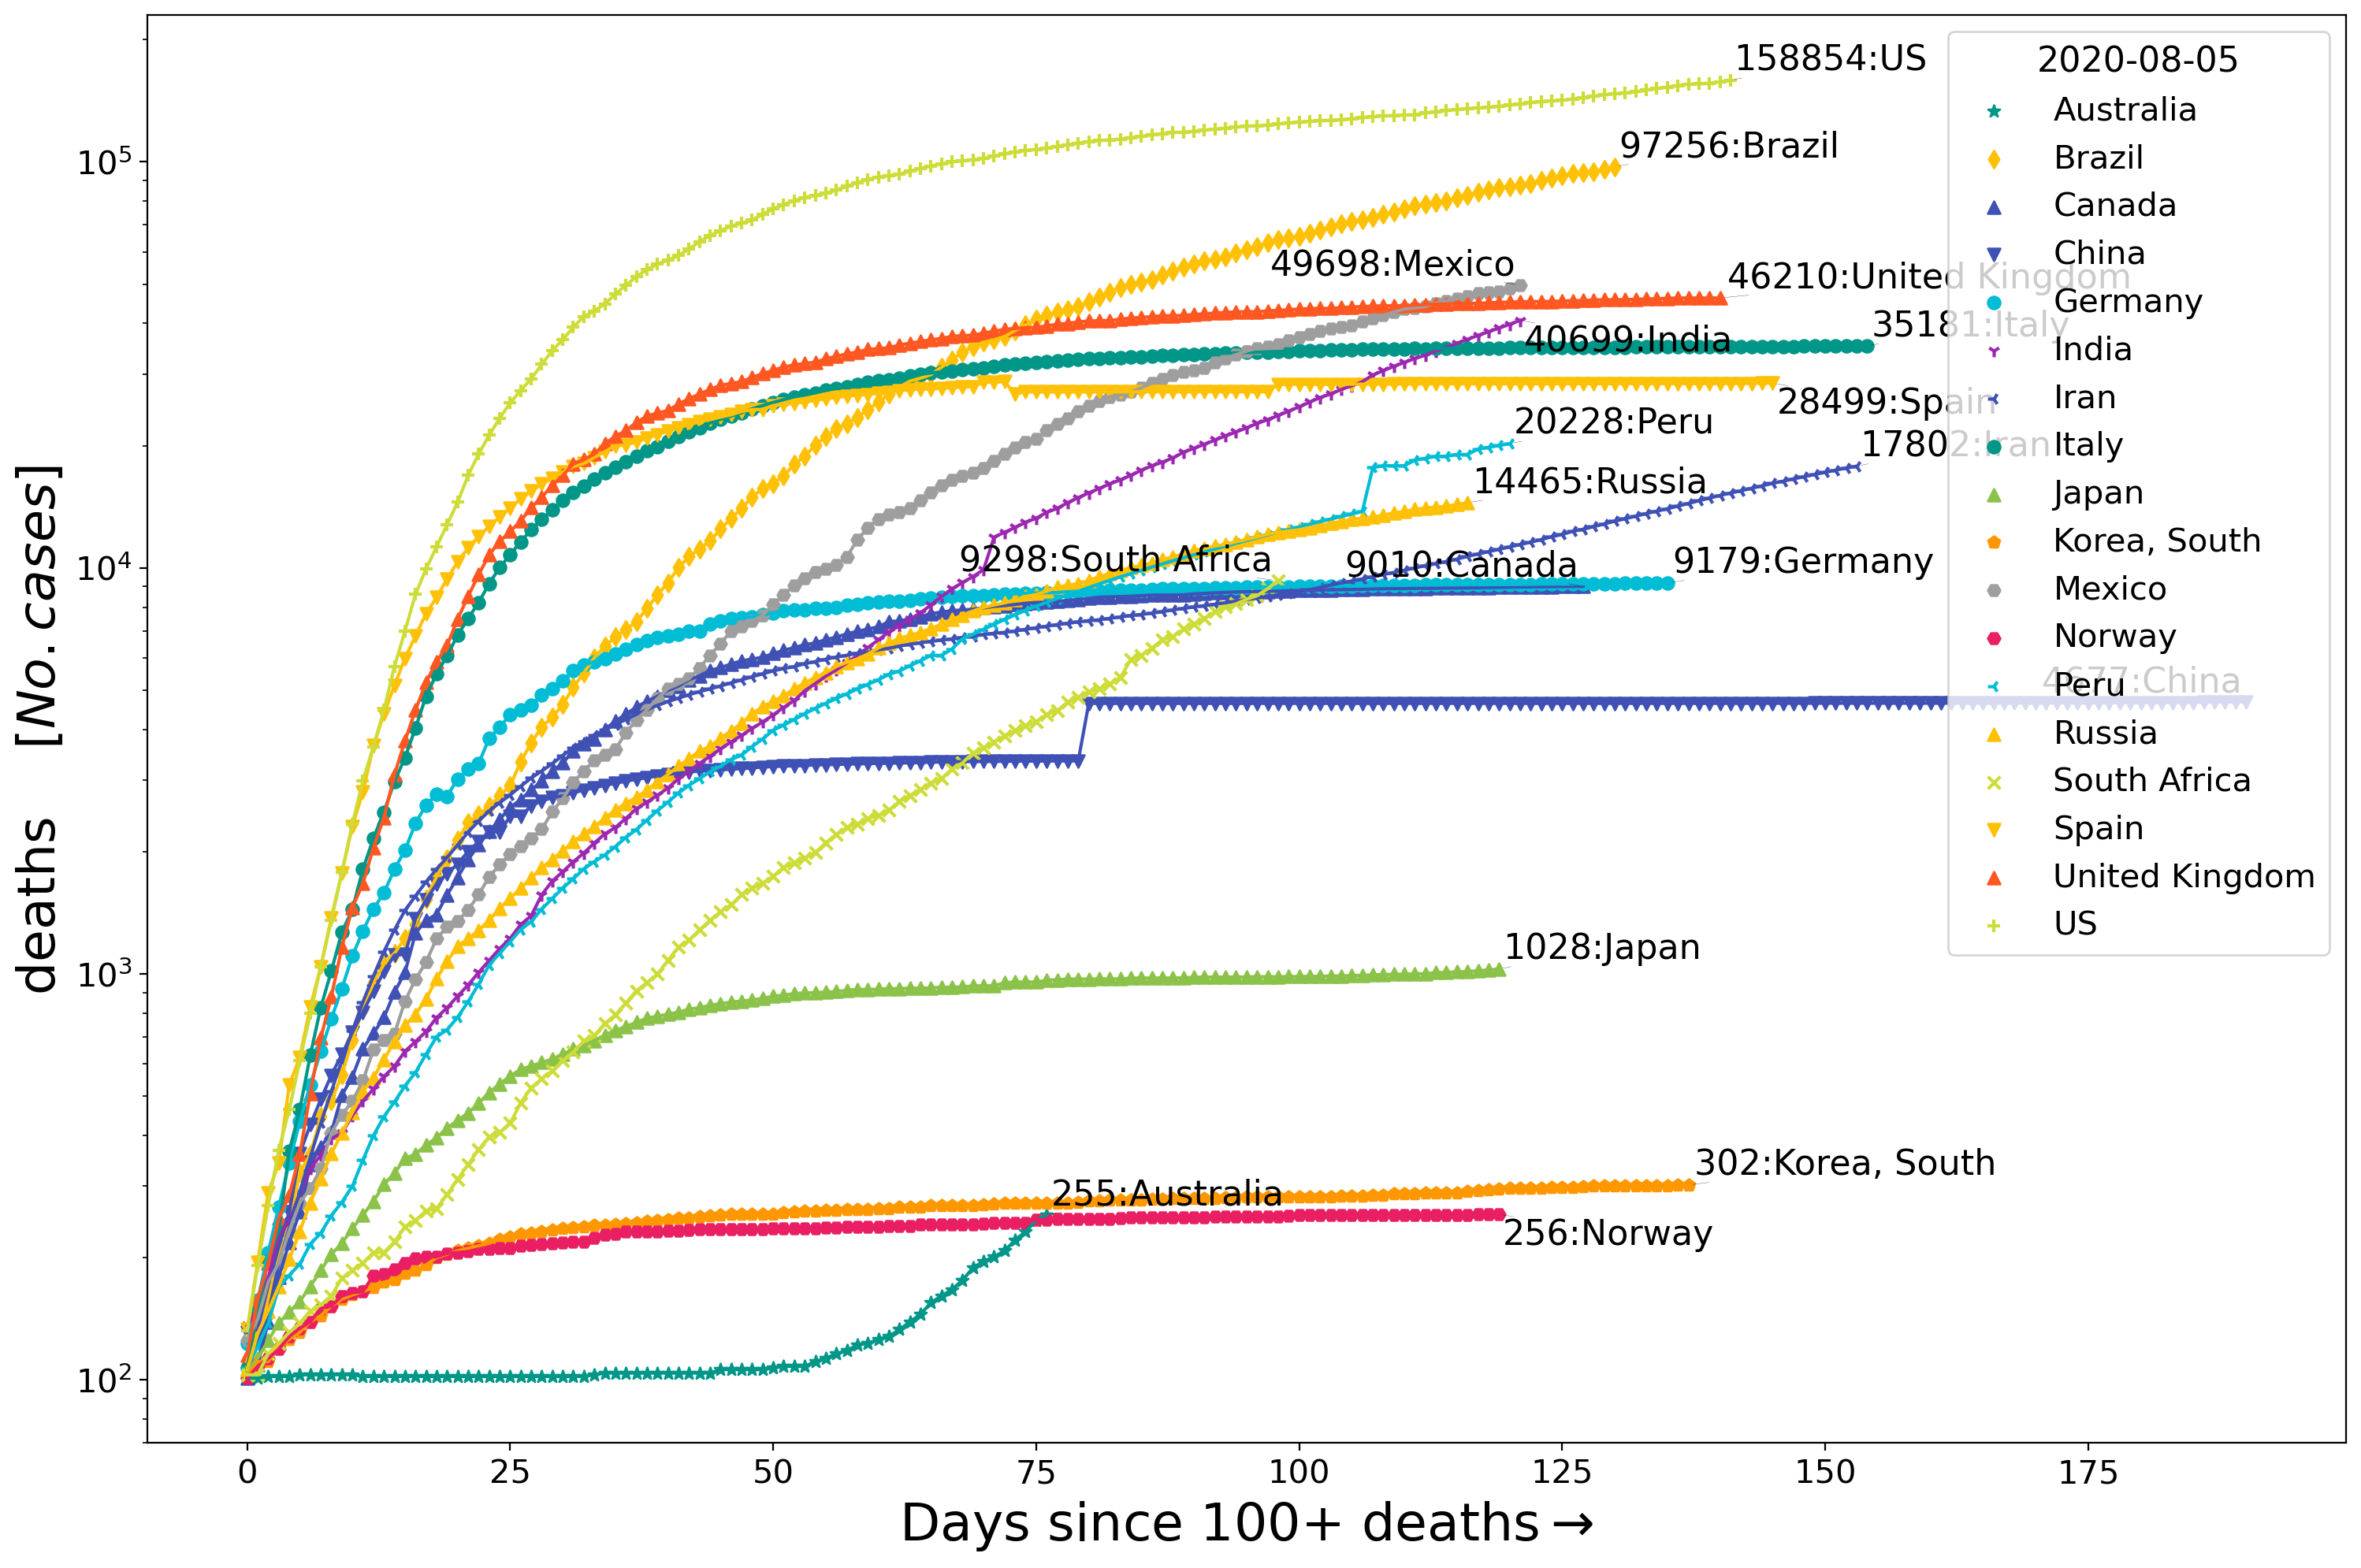 158854:US
97256:Brazil
49698:Mexico
46210:United Kingdom
40699:India
35181:Italy
28499:Spain
20228:Peru
17802:Iran
14465:Russia
9298:South Africa
9010:Canada
9179:Germany
4677:China
1028:Japan
302:Korea, South
255:Australia
256:Norway
2020-08-05
Australia
Brazil
Canada
China
Germany
India
Iran
Italy
Japan
Korea, South
Mexico
Norway
Peru
Russia
South Africa
Spain
United Kingdom
US
deaths [No. cases]
10^5
10^4
10^3
10^2
0 25 50 75 100 125 150 175
Days since 100+ deaths→